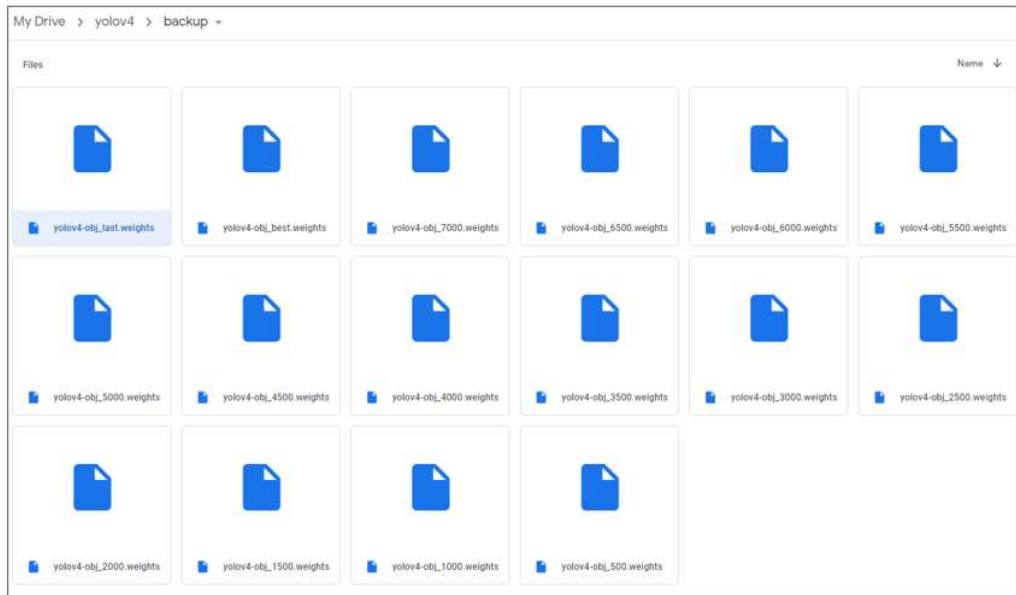 My Drive > yolov4 > backup
Files Name ↓
yolov4-obj_last.weights yolov4-obj_best.weights yolov4-obj_7000.weights yolov4-obj_6500.weights yolov4-obj_6000.weights yolov4-obj_5500.weights
yolov4-obj_5000.weights yolov4-obj_4500.weights yolov4-obj_4000.weights yolov4-obj_3500.weights yolov4-obj_3000.weights yolov4-obj_2500.weights
yolov4-obj_2000.weights yolov4-obj_1500.weights yolov4-obj_1000.weights yolov4-obj_500.weights